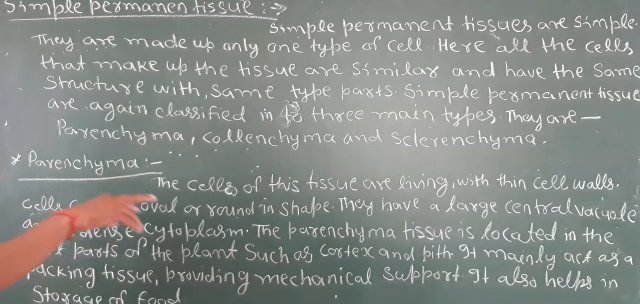 Simple permanent tissue :-
Simple permanent tissues are simple.
They are made up only one type of cell. Here all the cells
that make up the tissue are similar and have the same
structure with, same type parts. Simple permanent tissue
are again classified in to three main types. They are —
Parenchyma, collenchyma and sclerenchyma.
* Parenchyma :-
The cells of this tissue are living, with thin cell walls.
cells oval or round in shape. They have a large central vacuole
dense cytoplasm. The parenchyma tissue is located in the
parts of the plant such as cortex and pith It mainly act as a
packing tissue, providing mechanical support. It also helps in
storage of food